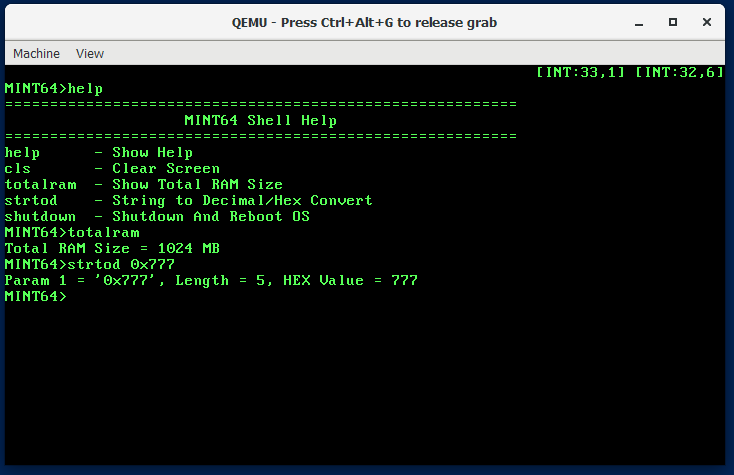 QEMU - Press Ctrl+Alt+G to release grab
Machine View
[INT:33,1] [INT:32,6]
MINT64>help
=========================================================
MINT64 Shell Help
=========================================================
help - Show Help
cls - Clear Screen
totalram - Show Total RAM Size
strtod - String to Decimal/Hex Convert
shutdown - Shutdown And Reboot OS
MINT64>totalram
Total RAM Size = 1024 MB
MINT64>strtod 0x777
Param 1 = '0x777', Length = 5, HEX Value = 777
MINT64>